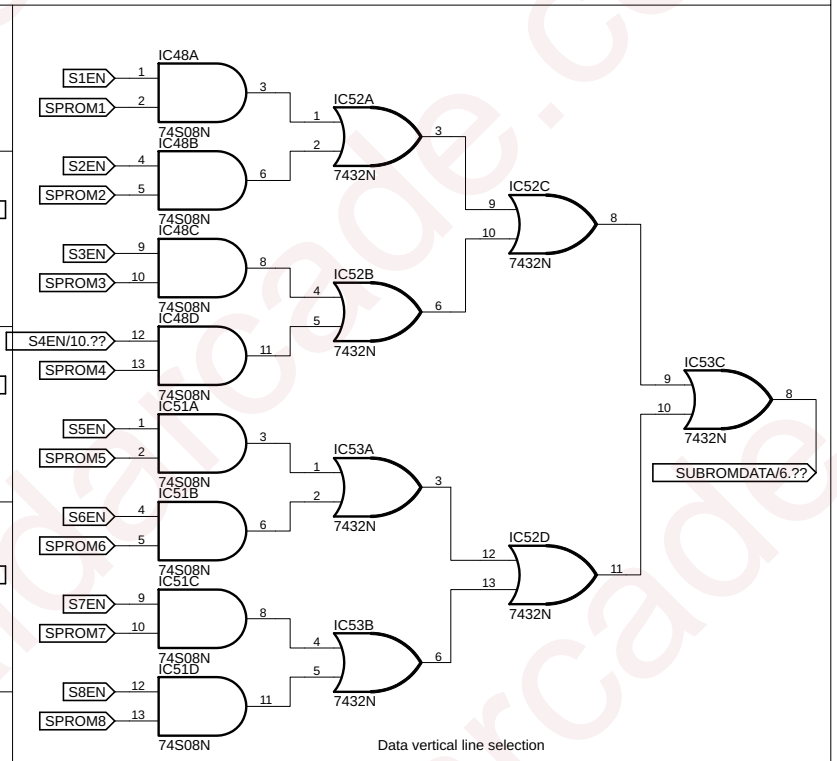 IC48A
S1EN 1
3
SPROM1 2
74S08N
IC48B
S2EN 4
6
SPROM2 5
74S08N
IC52A
1
3
2
7432N
IC48C
S3EN 9
8
SPROM3 10
74S08N
IC48D
S4EN/10.?? 12
11
SPROM4 13
74S08N
IC52B
4
6
5
7432N
IC52C
9
8
10
7432N
IC51A
S5EN 1
3
SPROM5 2
74S08N
IC51B
S6EN 4
6
SPROM6 5
74S08N
IC53A
1
3
2
7432N
IC51C
S7EN 9
8
SPROM7 10
74S08N
IC51D
S8EN 12
11
SPROM8 13
74S08N
IC53B
4
6
5
7432N
IC52D
12
11
13
7432N
IC53C
9
8
10
7432N
SUBROMDATA/6.??
Data vertical line selection